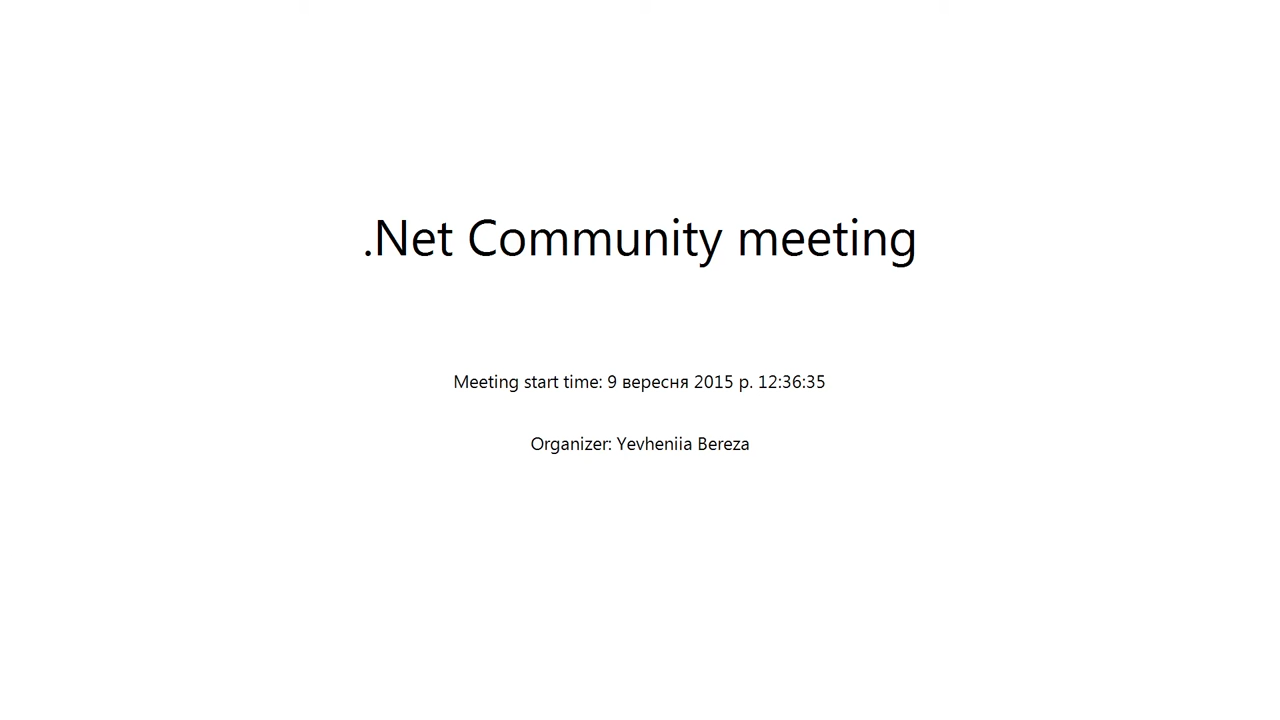 .Net Community meeting
Meeting start time: 9 вересня 2015 р. 12:36:35
Organizer: Yevheniia Bereza